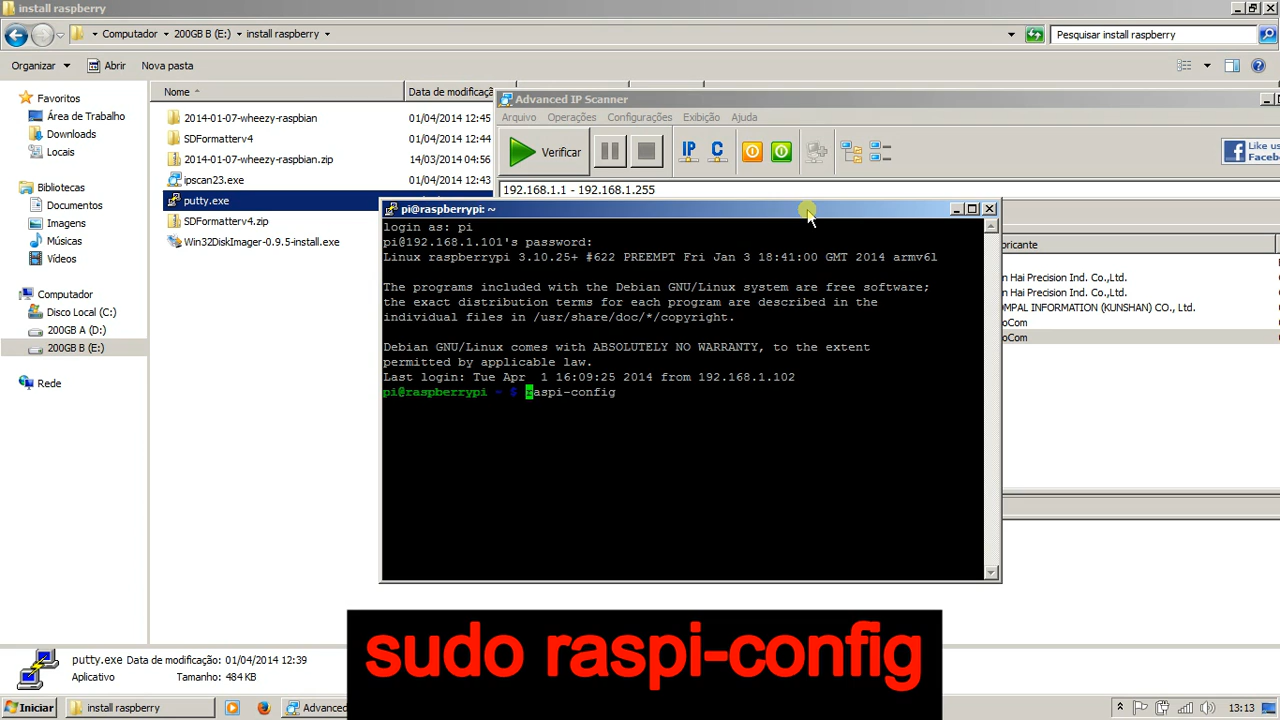 install raspberry
Computador
200GB B (E:)
install raspberry
Pesquisar install raspberry
Organizar
Abrir
Nova pasta
Favoritos
Área de Trabalho
Downloads
Locais
Bibliotecas
Documentos
Imagens
Músicas
Vídeos
Computador
Disco Local (C:)
200GB A (D:)
200GB B (E:)
Rede
Nome
Data de modificaç
2014-01-07-wheezy-raspbian
01/04/2014 12:45
SDFormatterv4
01/04/2014 12:44
2014-01-07-wheezy-raspbian.zip
14/03/2014 04:56
ipscan23.exe
01/04/2014 12:40
putty.exe
SDFormatterv4.zip
Win32DiskImager-0.9.5-install.exe
Advanced IP Scanner
Arquivo
Operações
Configurações
Exibição
Ajuda
Verificar
IP
C
Like us
Facebo
192.168.1.1 - 192.168.1.255
ricante
n Hai Precision Ind. Co.,Ltd.
n Hai Precision Ind. Co.,Ltd.
MPAL INFORMATION (KUNSHAN) CO., Ltd.
oCom
oCom
pi@raspberrypi: ~
login as: pi
pi@192.168.1.101's password:
Linux raspberrypi 3.10.25+ #622 PREEMPT Fri Jan 3 18:41:00 GMT 2014 armv6l
The programs included with the Debian GNU/Linux system are free software;
the exact distribution terms for each program are described in the
individual files in /usr/share/doc/*/copyright.
Debian GNU/Linux comes with ABSOLUTELY NO WARRANTY, to the extent
permitted by applicable law.
Last login: Tue Apr  1 16:09:25 2014 from 192.168.1.102
pi@raspberrypi ~ $ raspi-config
sudo raspi-config
putty.exe Data de modificação: 01/04/2014 12:39
Aplicativo Tamanho: 484 KB
Iniciar
install raspberry
Advanced
13:13